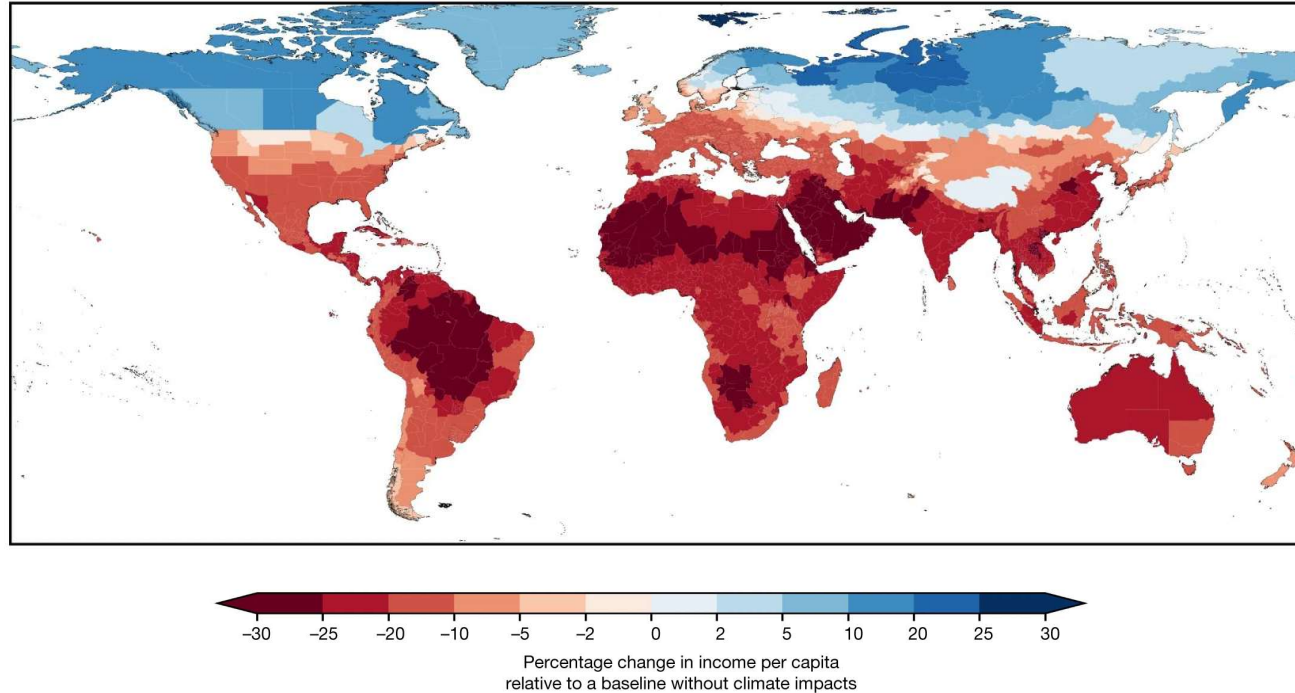 −30 −25 −20 −10 −5 −2 0 2 5 10 20 25 30
Percentage change in income per capita
relative to a baseline without climate impacts